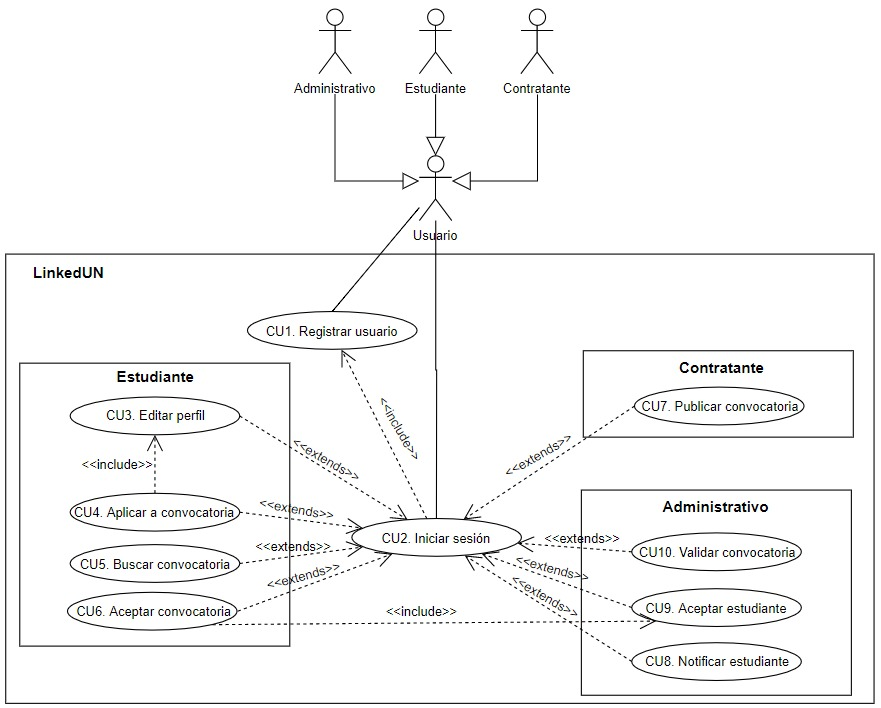 Administrativo
Estudiante
Contratante
Usuario
LinkedUN
CU1. Registrar usuario
Estudiante
Contratante
CU3. Editar perfil
CU7. Publicar convocatoria
<<include>>
<<extends>>
<<extends>>
<<include>>
Administrativo
CU4. Aplicar a convocatoria
<<extends>>
CU2. Iniciar sesión
<<extends>>
CU10. Validar convocatoria
<<extends>>
CU5. Buscar convocatoria
<<extends>>
<<extends>>
CU6. Aceptar convocatoria
<<extends>>
CU9. Aceptar estudiante
<<include>>
CU8. Notificar estudiante